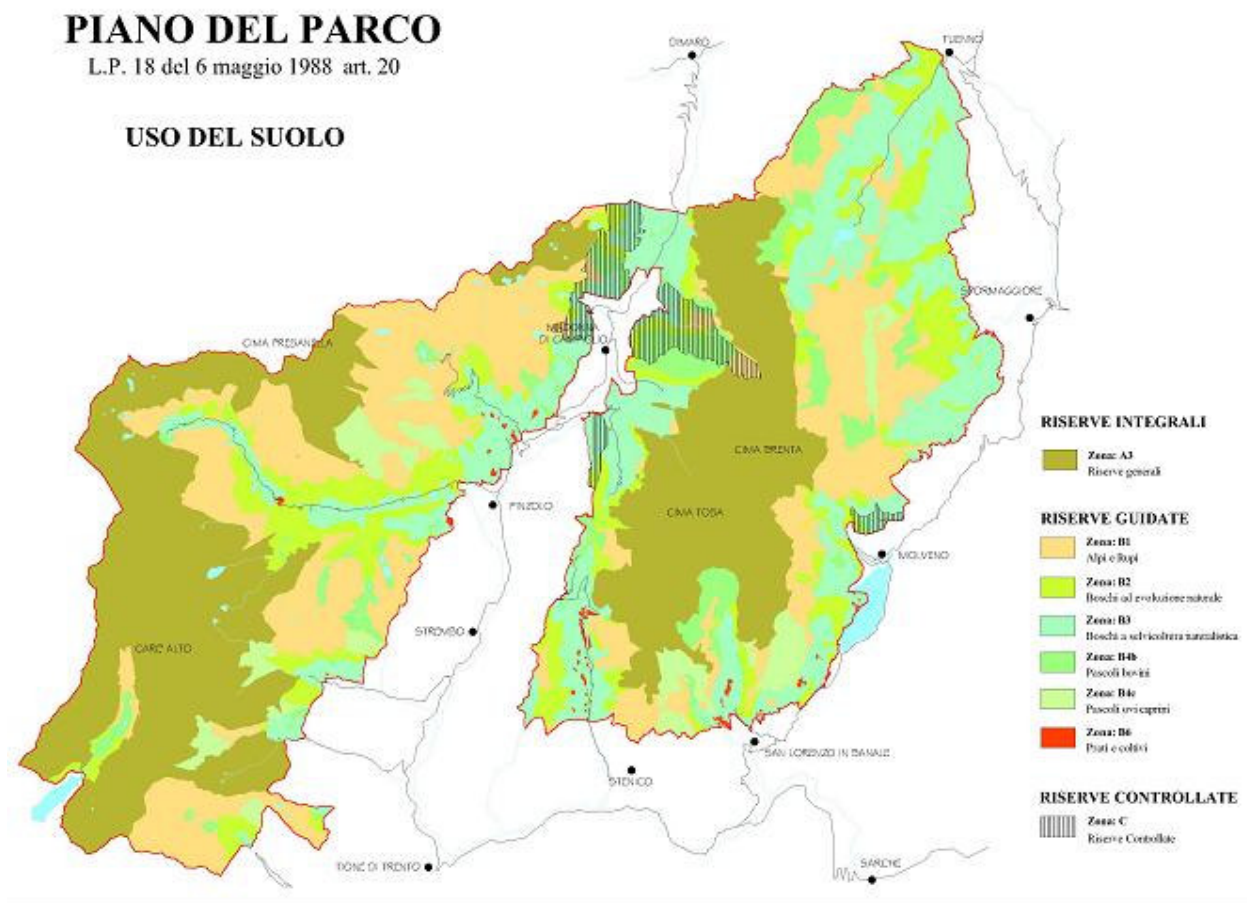 PIANO DEL PARCO
L.P. 18 del 6 maggio 1988 art. 20
USO DEL SUOLO
DIMARO
TUENNO
SPORMAGGIORE
MADONNA
DI CAMPIGLIO
CIMA PRESANELLA
CIMA BRENTA
CIMA TOSA
PINZOLO
MOLVENO
STREMBO
CARE' ALTO
SAN LORENZO IN BANALE
STENICO
TIONE DI TRENTO
SARCHE
RISERVE INTEGRALI
Zona: A3
Riserve generali
RISERVE GUIDATE
Zona: B1
Alpi e Rupi
Zona: B2
Boschi ad evoluzione naturale
Zona: B3
Boschi a selvicoltura naturalistica
Zona: B4b
Pascoli bovini
Zona: B4c
Pascoli ovicaprini
Zona: B6
Prati e coltivi
RISERVE CONTROLLATE
Zona: C
Riserve Controllate